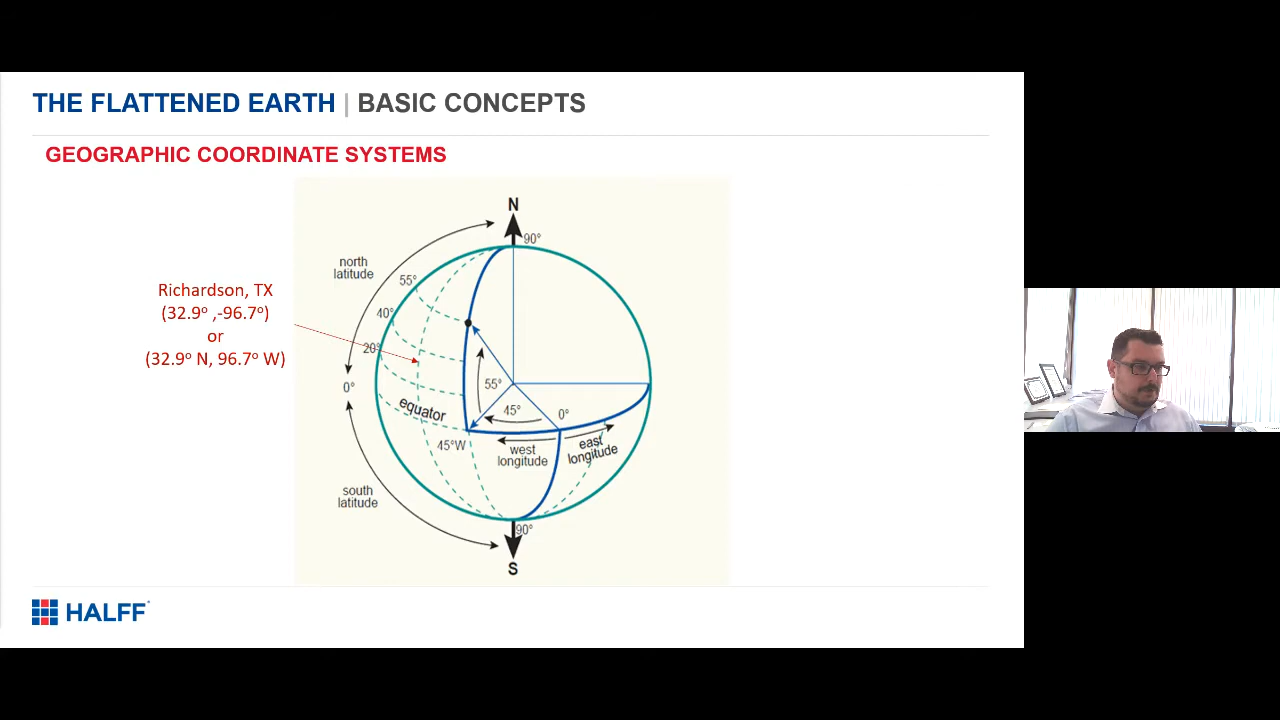 THE FLATTENED EARTH | BASIC CONCEPTS
GEOGRAPHIC COORDINATE SYSTEMS
N
90°
north
latitude
55°
Richardson, TX
(32.9º ,-96.7º)
or
(32.9º N, 96.7º W)
40°
20°
0°
55°
45°
0°
equator
45°W
west
longitude
east
longitude
south
latitude
90°
S
HALFF